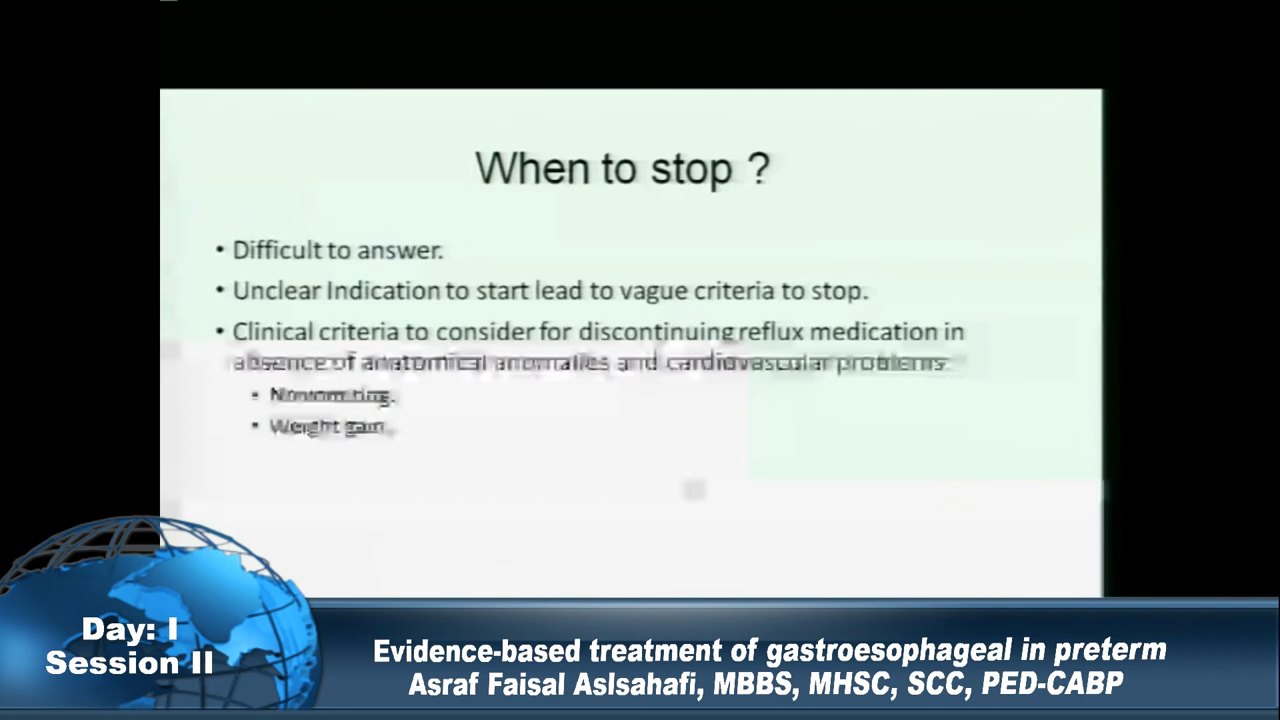 When to stop ?
• Difficult to answer.
• Unclear Indication to start lead to vague criteria to stop.
• Clinical criteria to consider for discontinuing reflux medication in
absence of anatomical anomalies and cardiovascular problems.
• Weight gain.
Day: I
Session II
Evidence-based treatment of gastroesophageal in preterm
Asraf Faisal Aslsahafi, MBBS, MHSC, SCC, PED-CABP